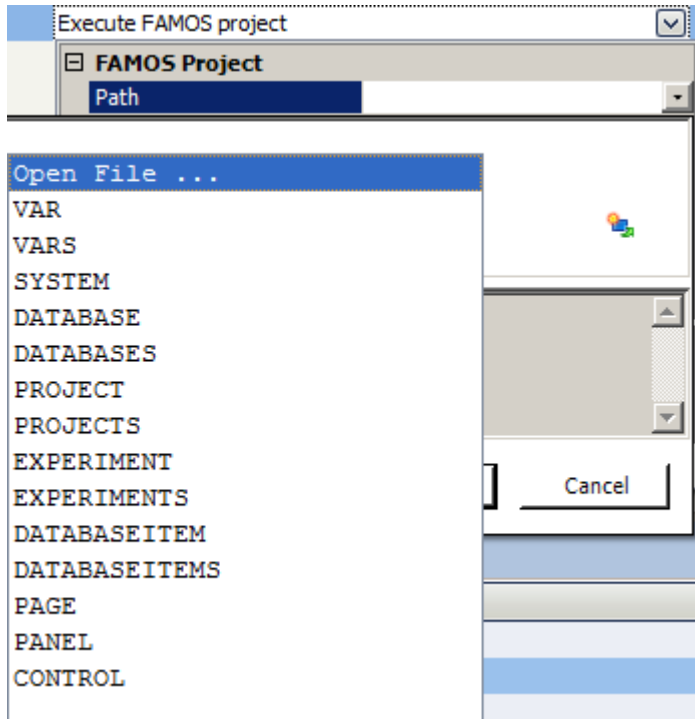 Execute FAMOS project
FAMOS Project
Path
Open File ...
VAR
VARS
SYSTEM
DATABASE
DATABASES
PROJECT
PROJECTS
EXPERIMENT
EXPERIMENTS
Cancel
DATABASEITEM
DATABASEITEMS
PAGE
PANEL
CONTROL